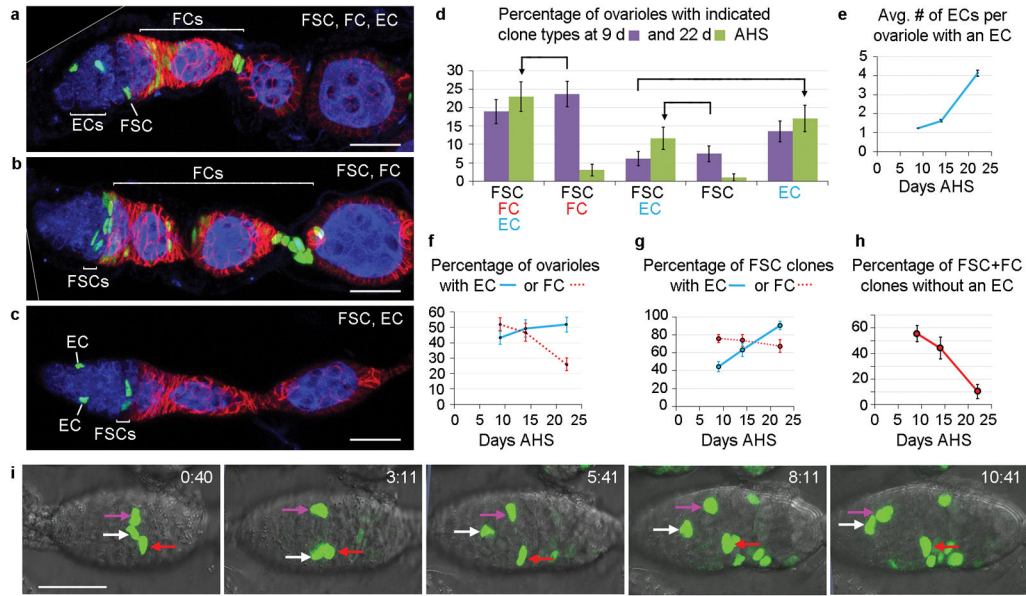 a
FCs
FSC, FC, EC
ECs
FSC
b
FCs
FSC, FC
FSCs
c
FSC, EC
EC
EC
FSCs
d
Percentage of ovarioles with indicated
clone types at 9 d and 22 d AHS
30
25
20
15
10
5
0
FSC FSC FSC FSC EC
FC FC EC
EC
e
Avg. # of ECs per
ovariole with an EC
5
4
3
2
1
0
0 5 10 15 20 25
Days AHS
f
Percentage of ovarioles
with EC or FC
60
50
40
30
20
10
0
0 5 10 15 20 25
Days AHS
g
Percentage of FSC clones
with EC or FC
100
80
60
40
20
0
0 5 10 15 20 25
Days AHS
h
Percentage of FSC+FC
clones without an EC
60
40
20
0
0 5 10 15 20 25
Days AHS
i
0:40
3:11
5:41
8:11
10:41